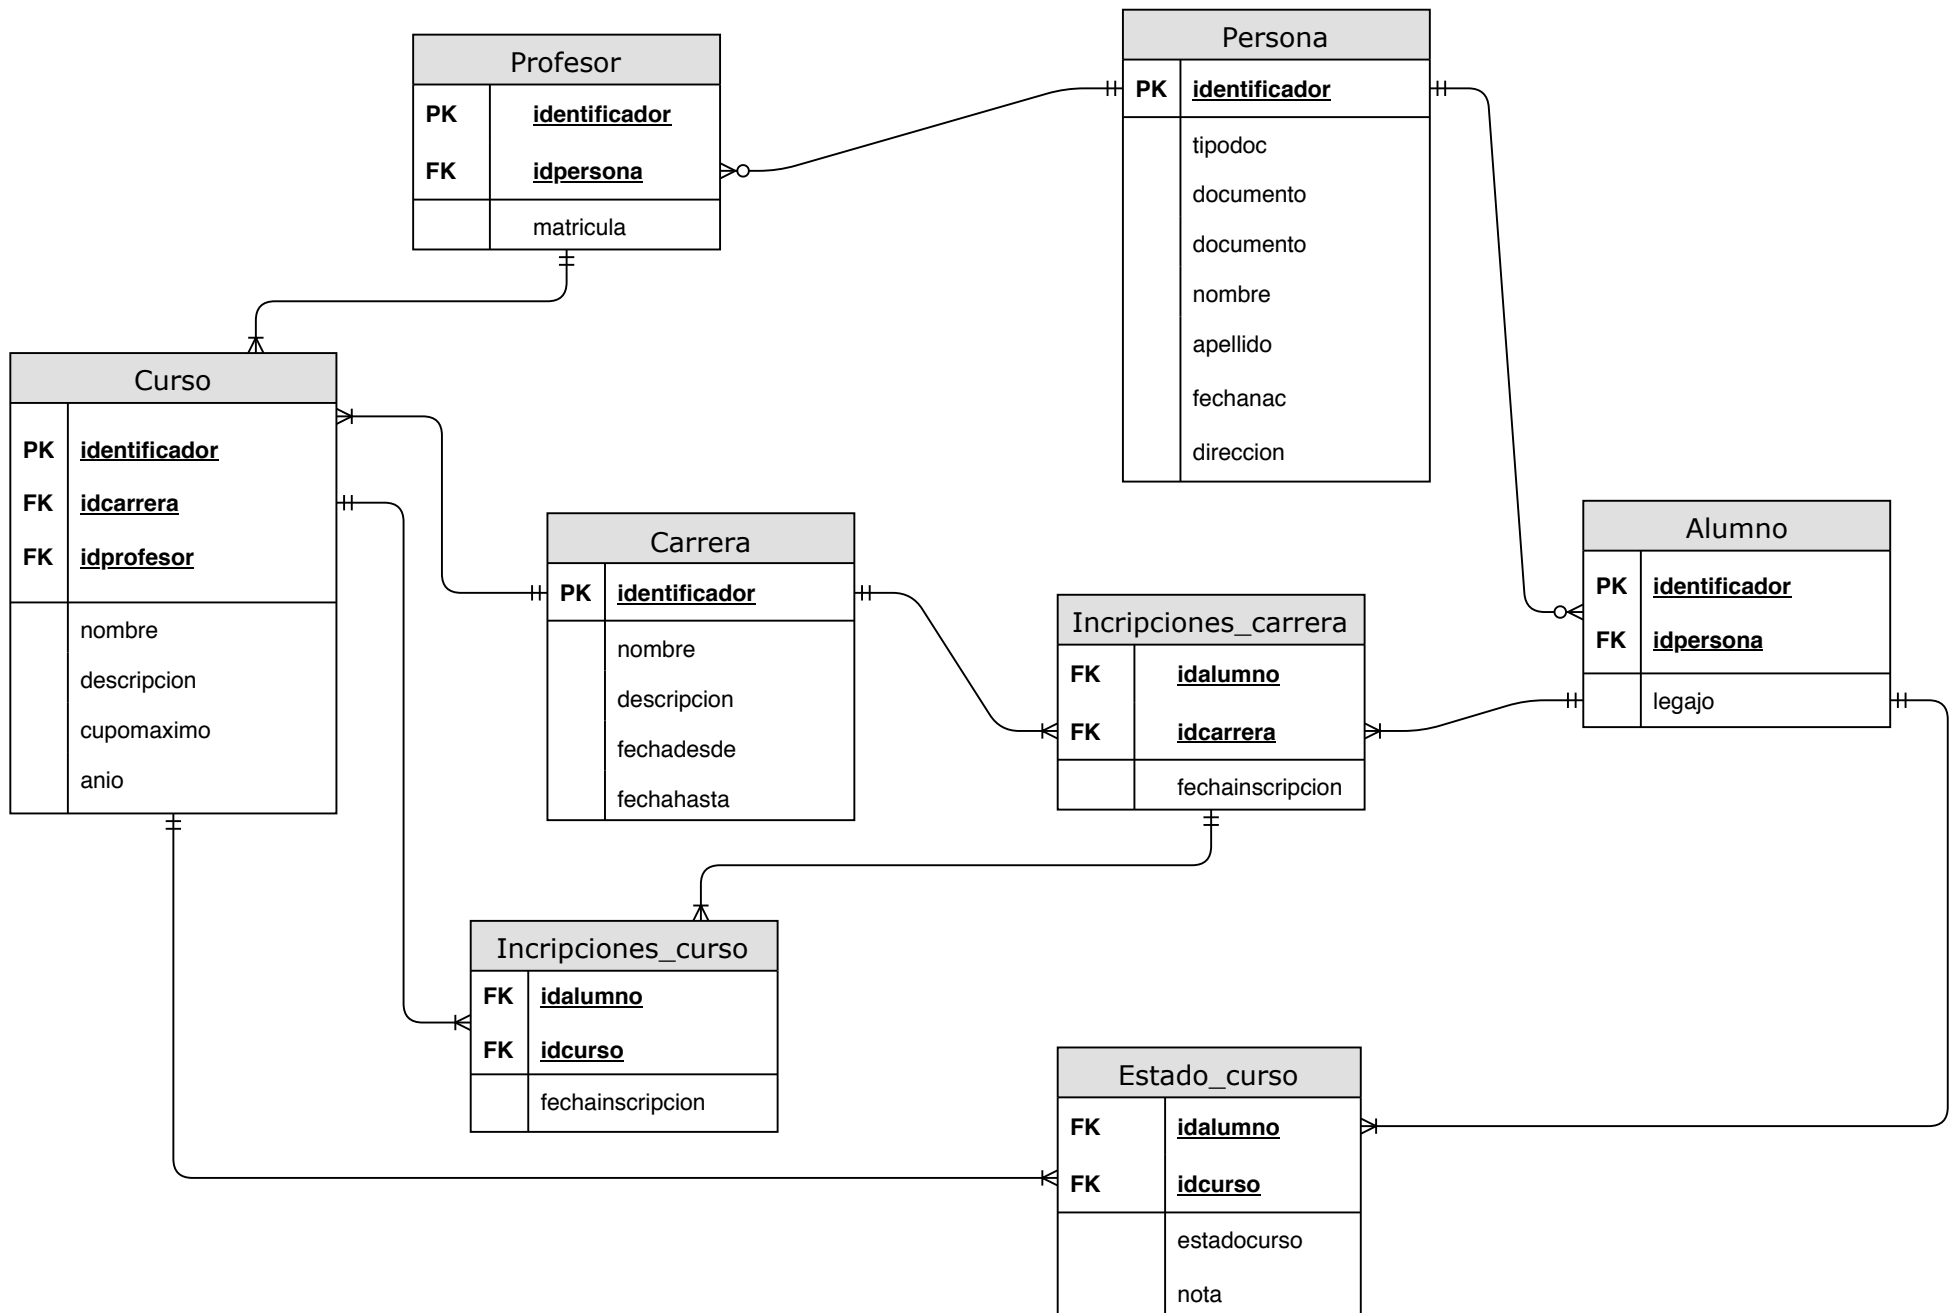 Profesor
PK identificador
FK idpersona
matricula
Persona
PK identificador
tipodoc
documento
documento
nombre
apellido
fechanac
direccion
Curso
PK identificador
FK idcarrera
FK idprofesor
nombre
descripcion
cupomaximo
anio
Carrera
PK identificador
nombre
descripcion
fechadesde
fechahasta
Incripciones_carrera
FK idalumno
FK idcarrera
fechainscripcion
Alumno
PK identificador
FK idpersona
legajo
Incripciones_curso
FK idalumno
FK idcurso
fechainscripcion
Estado_curso
FK idalumno
FK idcurso
estadocurso
nota